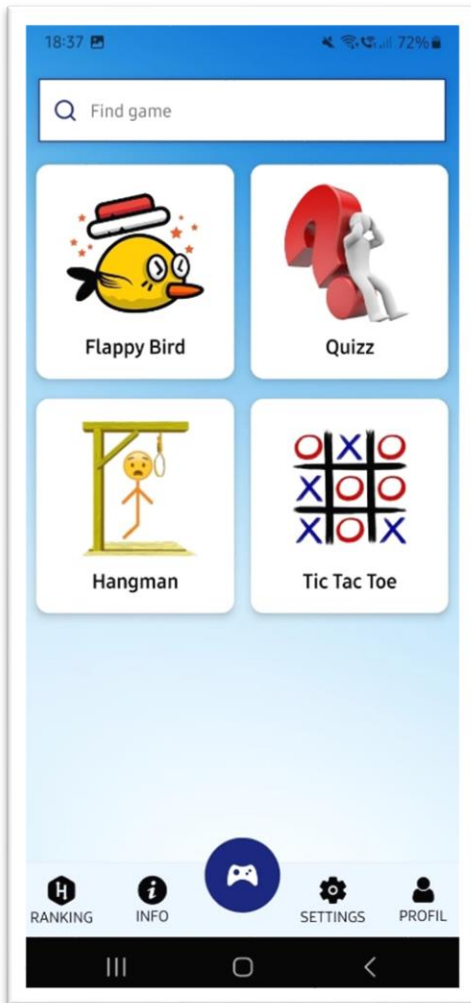 18:37 72%
Find game
Flappy Bird Quizz
O X O
X O O
X O X
Hangman Tic Tac Toe
H i
RANKING INFO SETTINGS PROFIL